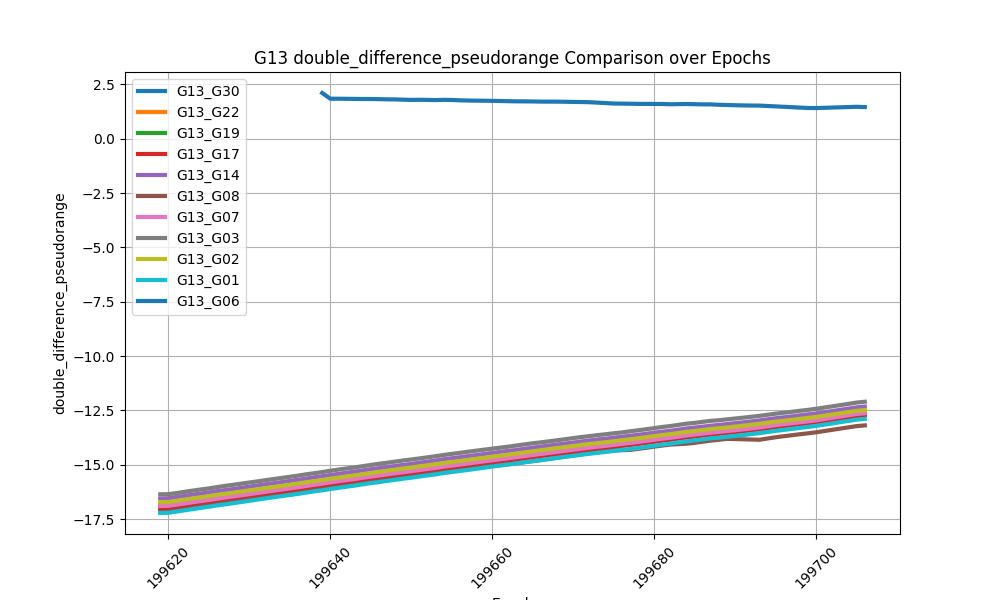 G13 double_difference_pseudorange Comparison over Epochs
double_difference_pseudorange
2.5
0.0
−2.5
−5.0
−7.5
−10.0
−12.5
−15.0
−17.5
G13_G30
G13_G22
G13_G19
G13_G17
G13_G14
G13_G08
G13_G07
G13_G03
G13_G02
G13_G01
G13_G06
199620
199640
199660
199680
199700